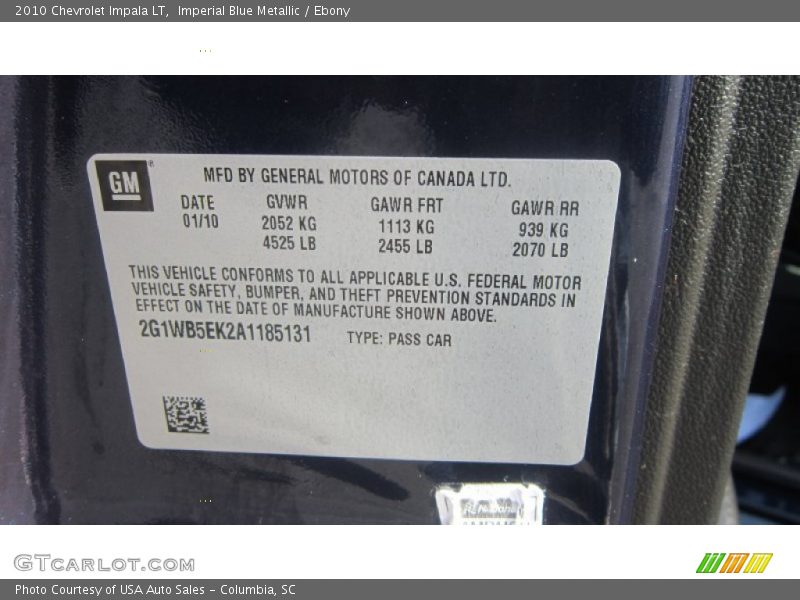 2010 Chevrolet Impala LT,  Imperial Blue Metallic / Ebony
GM
MFD BY GENERAL MOTORS OF CANADA LTD.
DATE GVWR GAWR FRT GAWR RR
01/10 2052 KG 1113 KG 939 KG
4525 LB 2455 LB 2070 LB
THIS VEHICLE CONFORMS TO ALL APPLICABLE U.S. FEDERAL MOTOR
VEHICLE SAFETY, BUMPER, AND THEFT PREVENTION STANDARDS IN
EFFECT ON THE DATE OF MANUFACTURE SHOWN ABOVE.
2G1WB5EK2A1185131 TYPE: PASS CAR
GTCARLOT.COM
Photo Courtesy of USA Auto Sales - Columbia, SC